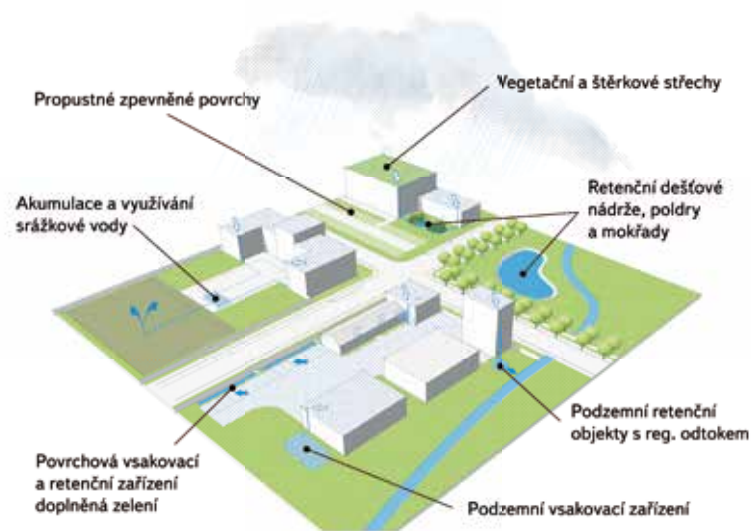 Vegetační a štěrkové střechy
Propustné zpevněné povrchy
Akumulace a využívání
srážkové vody
Retenční dešťové
nádrže, poldry
a mokřady
Podzemní retenční
objekty s reg. odtokem
Povrchová vsakovací
a retenční zařízení
doplněná zelení
Podzemní vsakovací zařízení